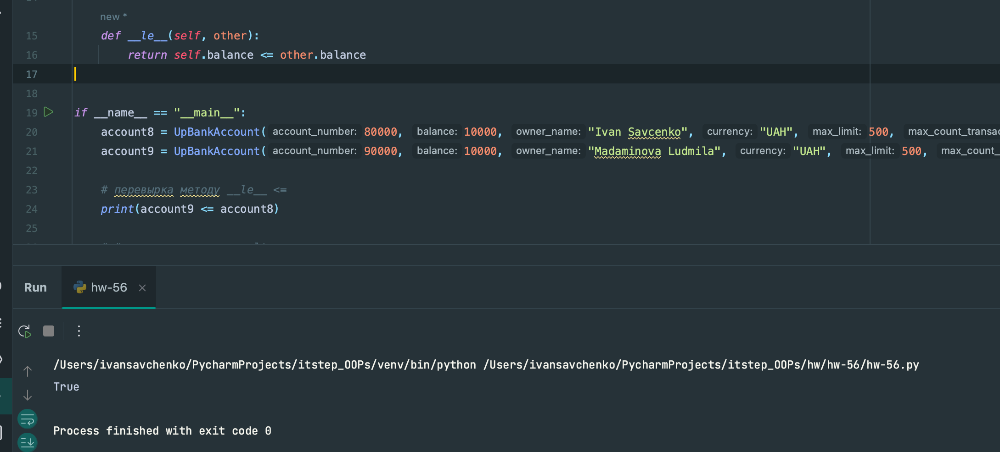 new *
15 def __le__(self, other):
16 return self.balance <= other.balance
17
18
19 if __name__ == "__main__":
20 account8 = UpBankAccount( account_number: 80000, balance: 10000, owner_name: "Ivan Savcenko", currency: "UAH", max_limit: 500, max_count_transac
21 account9 = UpBankAccount( account_number: 90000, balance: 10000, owner_name: "Madaminova Ludmila", currency: "UAH", max_limit: 500, max_count_
22
23 # перевырка методу __le__ <=
24 print(account9 <= account8)
25
Run hw-56
/Users/ivansavchenko/PycharmProjects/itstep_OOPs/venv/bin/python /Users/ivansavchenko/PycharmProjects/itstep_OOPs/hw/hw-56/hw-56.py
True
Process finished with exit code 0